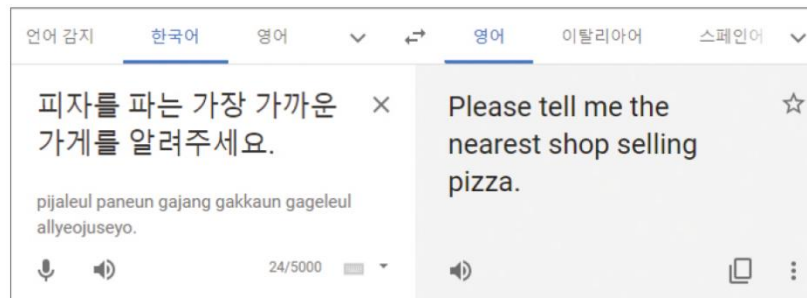 언어 감지 한국어 영어 영어 이탈리아어 스페인어
피자를 파는 가장 가까운
가게를 알려주세요.
pijaleul paneun gajang gakkaun gageleul
allyeojuseyo.
24/5000
Please tell me the
nearest shop selling
pizza.